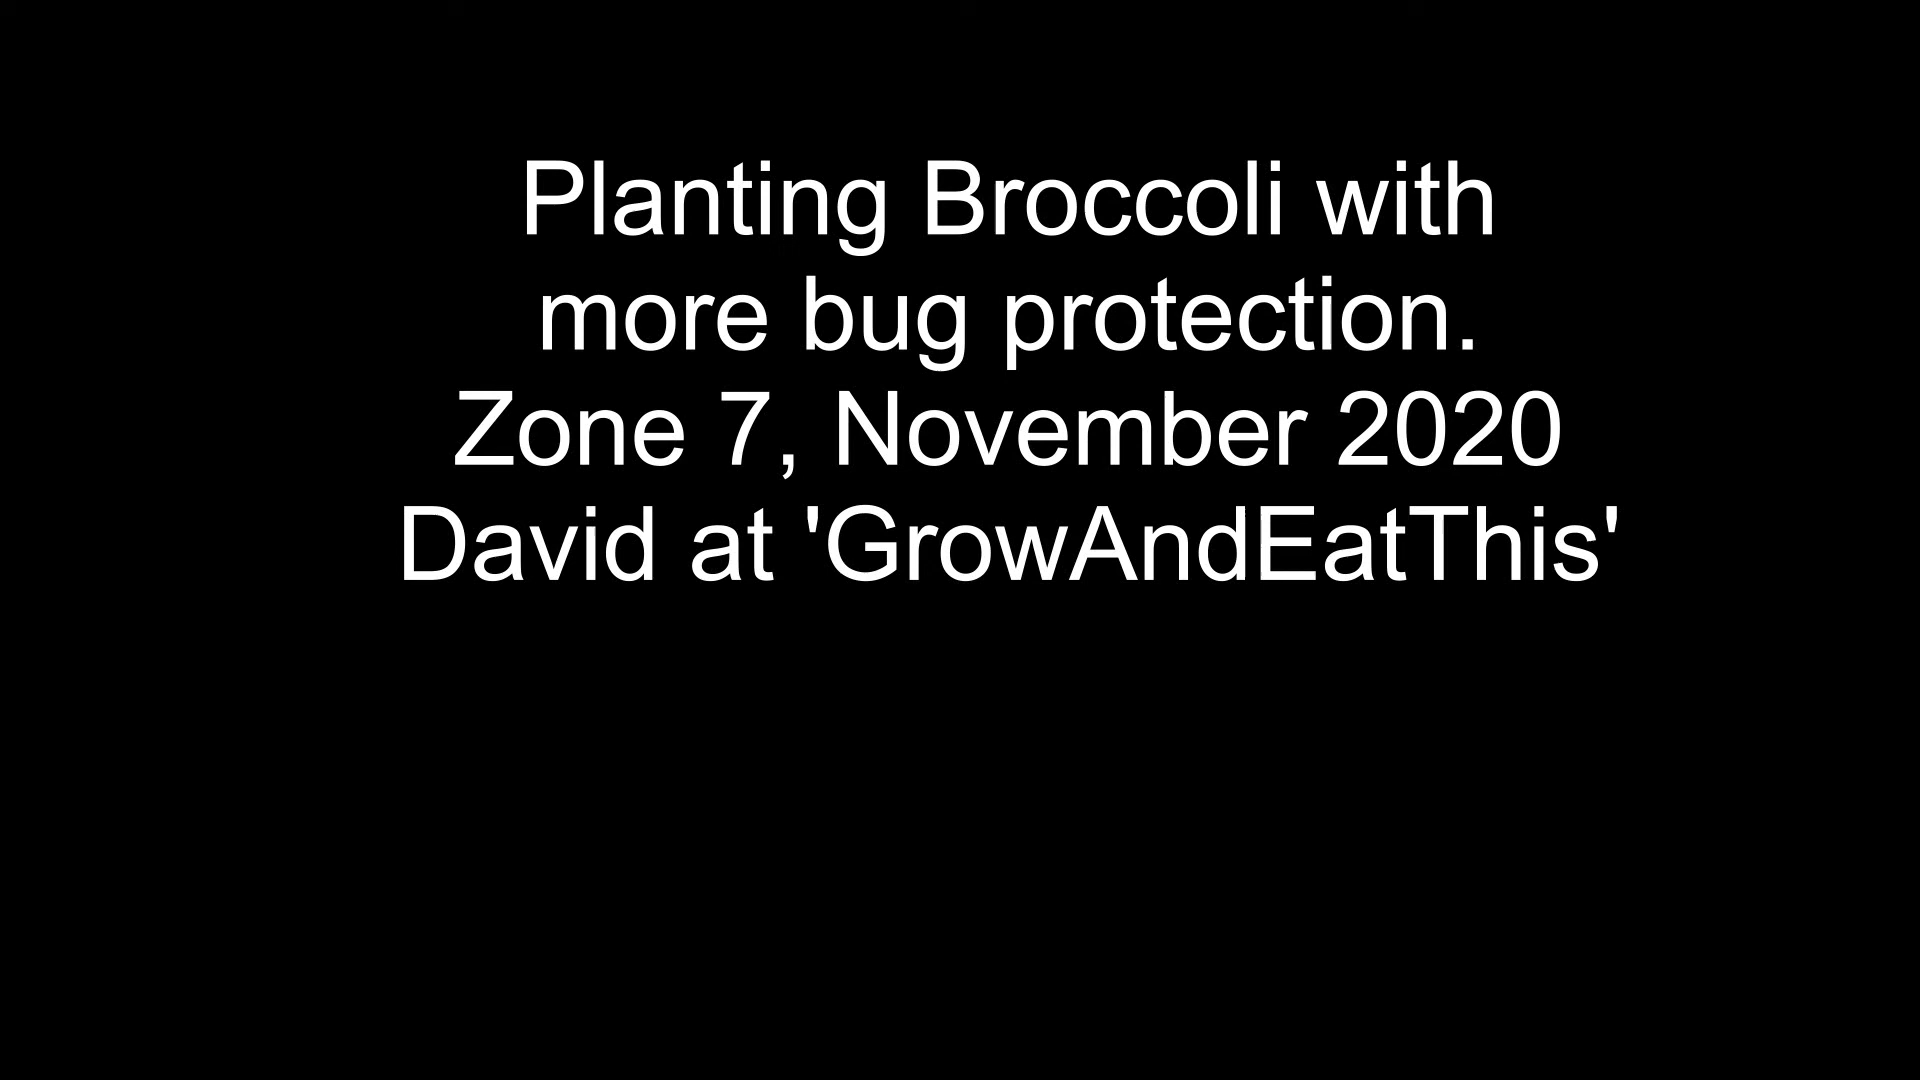 Planting Broccoli with
more bug protection.
Zone 7, November 2020
David at 'GrowAndEatThis'